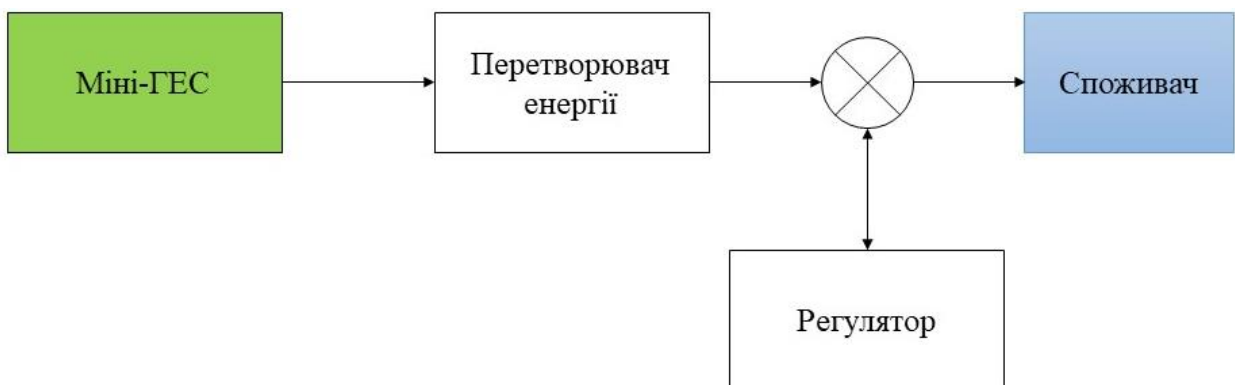 Міні-ГЕС
Перетворювач
енергії
Споживач
Регулятор